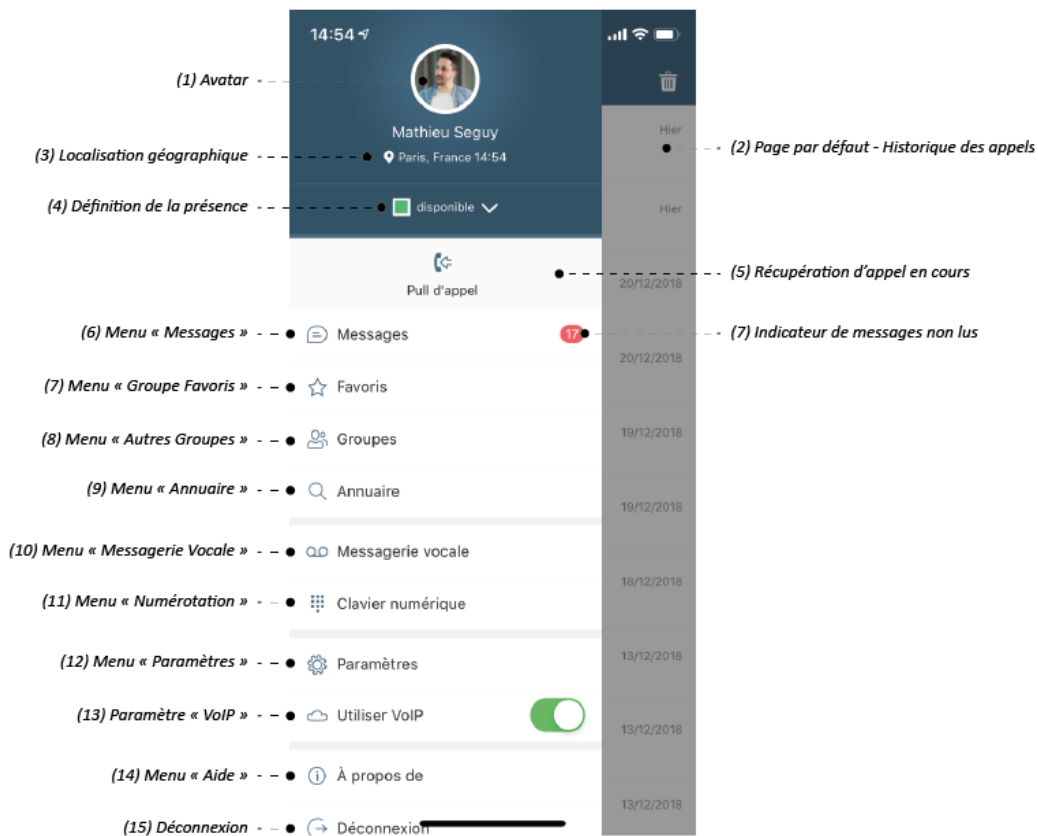 14:54
(1) Avatar
Mathieu Seguy
Hier
(2) Page par défaut - Historique des appels
(3) Localisation géographique
Paris, France 14:54
(4) Définition de la présence
disponible
Hier
Pull d'appel
(5) Récupération d’appel en cours
20/12/2018
(6) Menu « Messages »
Messages
17
(7) Indicateur de messages non lus
20/12/2018
(7) Menu « Groupe Favoris »
Favoris
(8) Menu « Autres Groupes »
Groupes
19/12/2018
(9) Menu « Annuaire »
Annuaire
19/12/2018
(10) Menu « Messagerie Vocale »
Messagerie vocale
18/12/2018
(11) Menu « Numérotation »
Clavier numérique
(12) Menu « Paramètres »
Paramètres
13/12/2018
(13) Paramètre « VoIP »
Utiliser VoIP
13/12/2018
(14) Menu « Aide »
À propos de
13/12/2018
(15) Déconnexion
Déconnexion